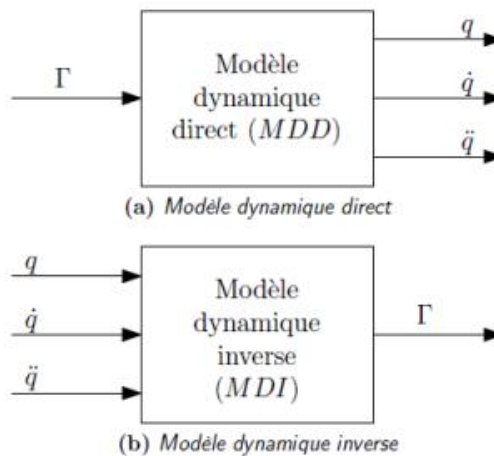 q
Γ
Modèle
dynamique
direct (MDD)
q̇
q̈
(a) Modèle dynamique direct
q
q̇
q̈
Modèle
dynamique
inverse
(MDI)
Γ
(b) Modèle dynamique inverse